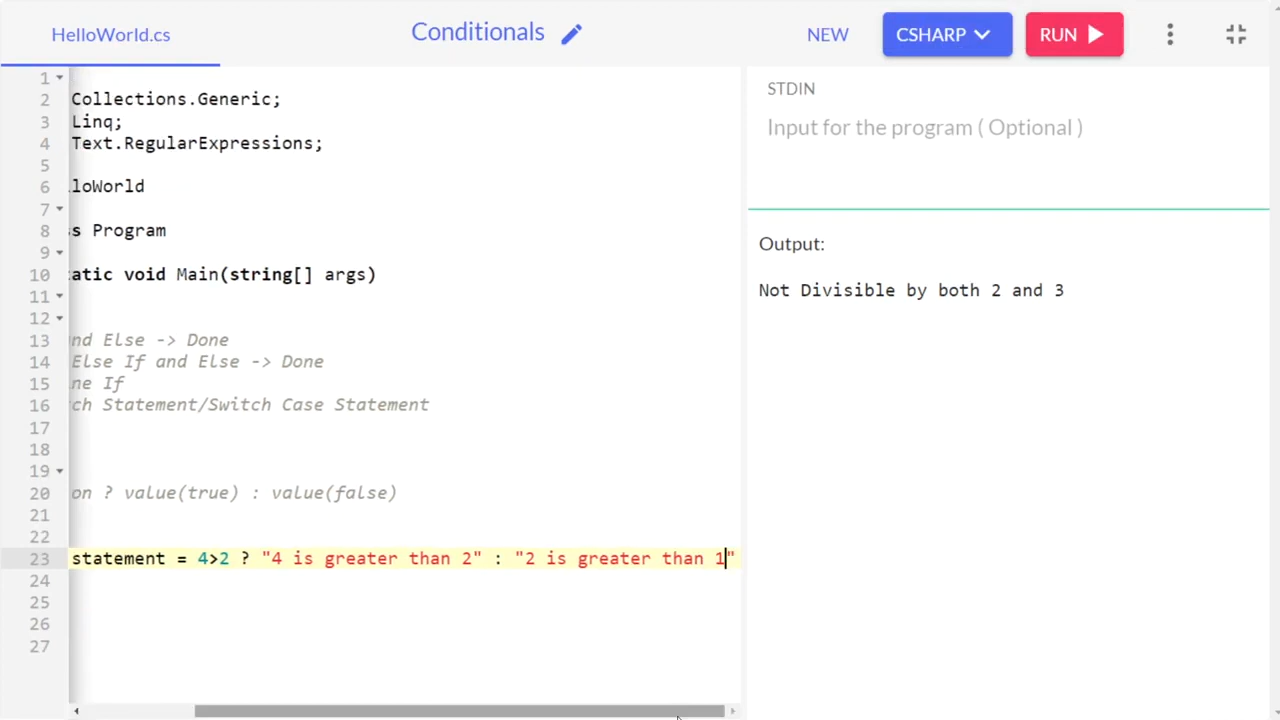 HelloWorld.cs
Conditionals
NEW
CSHARP
RUN
1
2 Collections.Generic;
3 Linq;
4 Text.RegularExpressions;
5
6 lloWorld
7
8 s Program
9
10 atic void Main(string[] args)
11
12
13 nd Else -> Done
14 Else If and Else -> Done
15 ne If
16 ch Statement/Switch Case Statement
17
18
19
20 on ? value(true) : value(false)
21
22
23 statement = 4>2 ? "4 is greater than 2" : "2 is greater than 1"
24
25
26
27
STDIN
Input for the program ( Optional )
Output:
Not Divisible by both 2 and 3